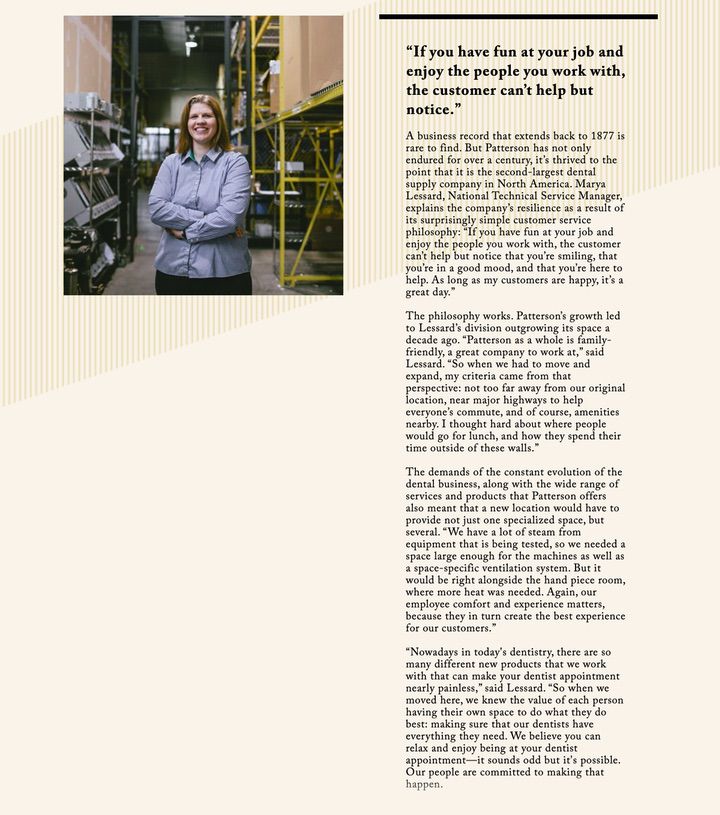 “If you have fun at your job and
enjoy the people you work with,
the customer can’t help but
notice.”
A business record that extends back to 1877 is
rare to find. But Patterson has not only
endured for over a century, it’s thrived to the
point that it is the second-largest dental
supply company in North America. Marya
Lessard, National Technical Service Manager,
explains the company’s resilience as a result of
its surprisingly simple customer service
philosophy: “If you have fun at your job and
enjoy the people you work with, the customer
can’t help but notice that you’re smiling, that
you’re in a good mood, and that you’re here to
help. As long as my customers are happy, it’s a
great day.”
The philosophy works. Patterson’s growth led
to Lessard’s division outgrowing its space a
decade ago. “Patterson as a whole is family-
friendly, a great company to work at,” said
Lessard. “So when we had to move and
expand, my criteria came from that
perspective: not too far away from our original
location, near major highways to help
everyone’s commute, and of course, amenities
nearby. I thought hard about where people
would go for lunch, and how they spend their
time outside of these walls.”
The demands of the constant evolution of the
dental business, along with the wide range of
services and products that Patterson offers
also meant that a new location would have to
provide not just one specialized space, but
several. “We have a lot of steam from
equipment that is being tested, so we needed a
space large enough for the machines as well as
a space-specific ventilation system. But it
would be right alongside the hand piece room,
where more heat was needed. Again, our
employee comfort and experience matters,
because they in turn create the best experience
for our customers.”
“Nowadays in today's dentistry, there are so
many different new products that we work
with that can make your dentist appointment
nearly painless,” said Lessard. “So when we
moved here, we knew the value of each person
having their own space to do what they do
best: making sure that our dentists have
everything they need. We believe you can
relax and enjoy being at your dentist
appointment—it sounds odd but it's possible.
Our people are committed to making that
happen.